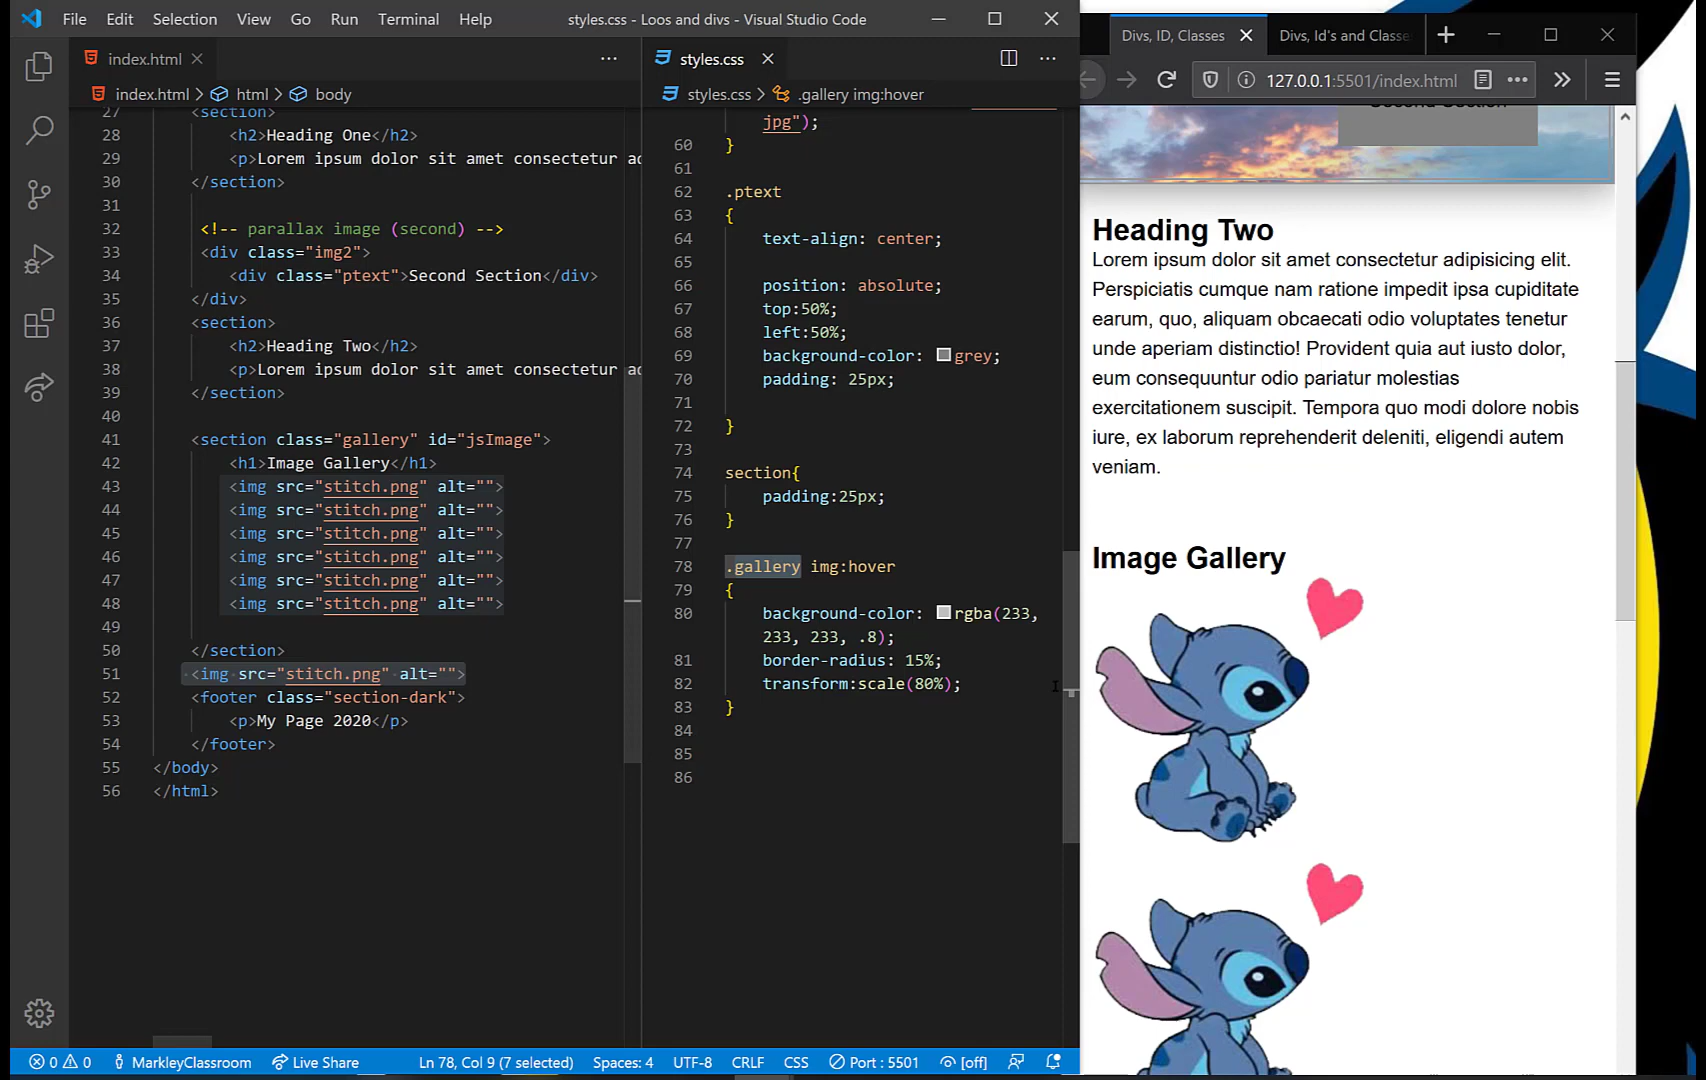 File Edit Selection View Go Run Terminal Help styles.css - Loos and divs - Visual Studio Code
index.html
index.html > html > body
27 <section>
28 <h2>Heading One</h2>
29 <p>Lorem ipsum dolor sit amet consectetur
30 </section>
31
32 <!-- parallax image (second) -->
33 <div class="img2">
34 <div class="ptext">Second Section</div>
35 </div>
36 <section>
37 <h2>Heading Two</h2>
38 <p>Lorem ipsum dolor sit amet consectetur
39 </section>
40
41 <section class="gallery" id="jsImage">
42 <h1>Image Gallery</h1>
43 <img src="stitch.png" alt="">
44 <img src="stitch.png" alt="">
45 <img src="stitch.png" alt="">
46 <img src="stitch.png" alt="">
47 <img src="stitch.png" alt="">
48 <img src="stitch.png" alt="">
49
50 </section>
51 <img src="stitch.png" alt="">
52 <footer class="section-dark">
53 <p>My Page 2020</p>
54 </footer>
55 </body>
56 </html>
styles.css
styles.css > .gallery img:hover
jpg");
60 }
61
62 .ptext
63 {
64 text-align: center;
65
66 position: absolute;
67 top:50%;
68 left:50%;
69 background-color: grey;
70 padding: 25px;
71
72 }
73
74 section{
75 padding:25px;
76 }
77
78 .gallery img:hover
79 {
80 background-color: rgba(233,
233, 233, .8);
81 border-radius: 15%;
82 transform:scale(80%);
83 }
84
85
86
0 0 MarkleyClassroom Live Share Ln 78, Col 9 (7 selected) Spaces: 4 UTF-8 CRLF CSS Port : 5501 [off]
Divs, ID, Classes Divs, Id's and Classe
127.0.0.1:5501/index.html
Second Section
Heading Two
Lorem ipsum dolor sit amet consectetur adipisicing elit.
Perspiciatis cumque nam ratione impedit ipsa cupiditate
earum, quo, aliquam obcaecati odio voluptates tenetur
unde aperiam distinctio! Provident quia aut iusto dolor,
eum consequuntur odio pariatur molestias
exercitationem suscipit. Tempora quo modi dolore nobis
iure, ex laborum reprehenderit deleniti, eligendi autem
veniam.
Image Gallery